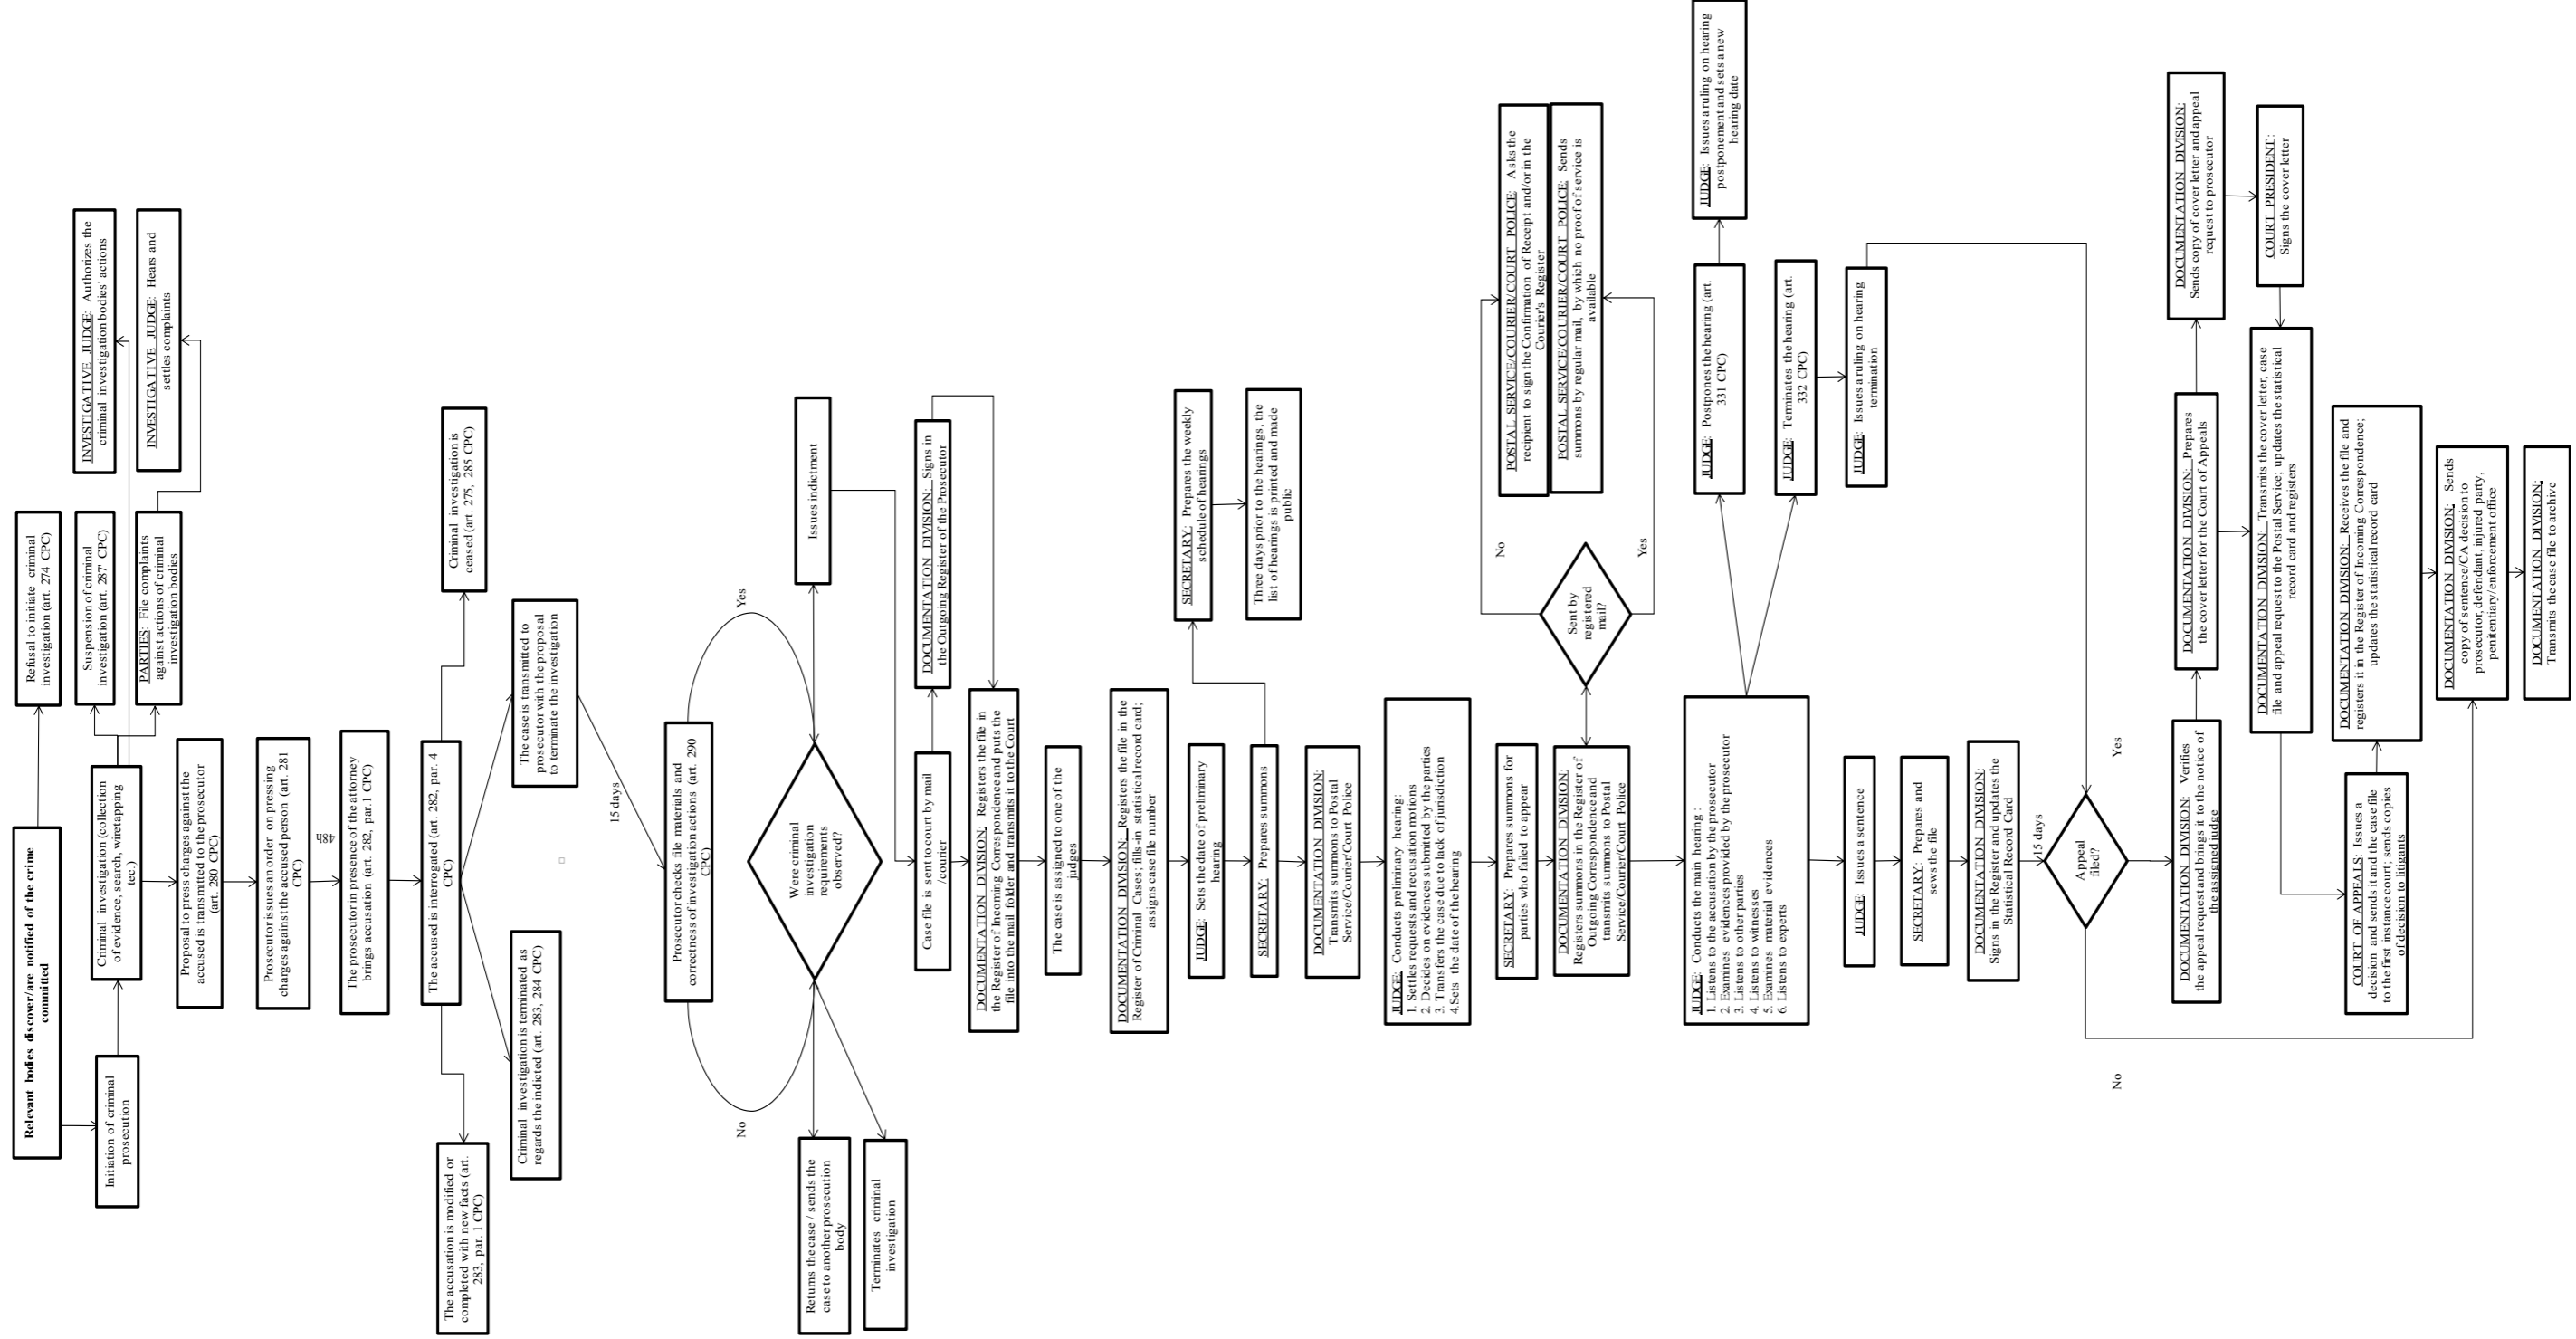 Relevant bodies discover/are notified of the crime
committed
Initiation of criminal
prosecution
Refusal to initiate criminal
investigation (art. 274 CPC)
Criminal investigation (collection
of evidence, search, wiretapping
tec.)
Suspension of criminal
investigation (art. 287' CPC)
PARTIES: File complaints
against actions of criminal
investigation bodies
INVESTIGATIVE JUDGE: Authorizes the
criminal investigation bodies' actions
INVESTIGATIVE JUDGE: Hears and
settles complaints
Proposal to press charges against the
accused is transmitted to the prosecutor
(art. 280 CPC)
Prosecutor issues an order on pressing
charges against the accused person (art. 281
CPC)
48h
The prosecutor in presence of the attorney
brings accusation (art. 282, par.1 CPC)
The accused is interrogated (art. 282, par. 4
CPC)
The accusation is modified or
completed with new facts (art.
283, par. 1 CPC)
Criminal investigation is terminated as
regards the indicted (art. 283, 284 CPC)
The case is transmitted to
prosecutor with the proposal
to terminate the investigation
Criminal investigation is
ceased (art. 275, 285 CPC)
15 days
Prosecutor checks file materials and
correctness of investigation actions (art. 290
CPC)
No
Yes
Were criminal
investigation
requirements
observed?
Returns the case / sends the
case to another prosecution
body
Terminates criminal
investigation
Issues indictment
Case file is sent to court by mail
/courier
DOCUMENTATION DIVISION: Signs in
the Outgoing Register of the Prosecutor
DOCUMENTATION DIVISION: Registers the file in
the Register of Incoming Correspondence and puts the
file into the mail folder and transmits it to the Court
The case is assigned to one of the
judges
DOCUMENTATION DIVISION: Registers the file in the
Register of Criminal Cases; fills-in statistical record card;
assigns case file number
JUDGE: Sets the date of preliminary
hearing
SECRETARY: Prepares summons
SECRETARY: Prepares the weekly
schedule of hearings
Three days prior to the hearings, the
list of hearings is printed and made
public
DOCUMENTATION DIVISION:
Transmits summons to Postal
Service/Courier/Court Police
JUDGE: Conducts preliminary hearing:
1. Settles requests and recusation motions
2. Decides on evidences submitted by the parties
3. Transfers the case due to lack of jurisdiction
4.Sets the date of the hearing
SECRETARY: Prepares summons for
parties who failed to appear
DOCUMENTATION DIVISION:
Registers summons in the Register of
Outgoing Correspondence and
transmits summons to Postal
Service/Courier/Court Police
Sent by
registered
mail?
No
Yes
POSTAL SERVICE/COURIER/COURT POLICE: Asks the
recipient to sign the Confirmation of Receipt and/or in the
Courier's Register
POSTAL SERVICE/COURIER/COURT POLICE: Sends
summons by regular mail, by which no proof of service is
available
JUDGE: Conducts the main hearing :
1. Listens to the accusation by the prosecutor
2. Examines evidences provided by the prosecutor
3. Listens to other parties
4. Listens to witnesses
5. Examines material evidences
6. Listens to experts
JUDGE: Postpones the hearing (art.
331 CPC)
JUDGE: Issues a ruling on hearing
postponement and sets a new
hearing date
JUDGE: Terminates the hearing (art.
332 CPC)
JUDGE: Issues a ruling on hearing
termination
JUDGE: Issues a sentence
SECRETARY: Prepares and
sews the file
DOCUMENTATION DIVISION:
Signs in the Register and updates the
Statistical Record Card
15 days
Appeal
filed?
No
Yes
DOCUMENTATION DIVISION: Verifies
the appeal request and brings it to the notice of
the assigned judge
DOCUMENTATION DIVISION: Prepares
the cover letter for the Court of Appeals
DOCUMENTATION DIVISION:
Sends copy of cover letter and appeal
request to prosecutor
COURT PRESIDENT:
Signs the cover letter
DOCUMENTATION DIVISION: Transmits the cover letter, case
file and appeal request to the Postal Service; updates the statistical
record card and registers
COURT OF APPEALS: Issues a
decision and sends it and the case file
to the first instance court; sends copies
of decision to litigants
DOCUMENTATION DIVISION: Receives the file and
registers it in the Register of Incoming Correspondence;
updates the statistical record card
DOCUMENTATION DIVISION: Sends
copy of sentence/CA decision to
prosecutor, defendant, injured party,
penitentiary/enforcement office
DOCUMENTATION DIVISION:
Transmits the case file to archive